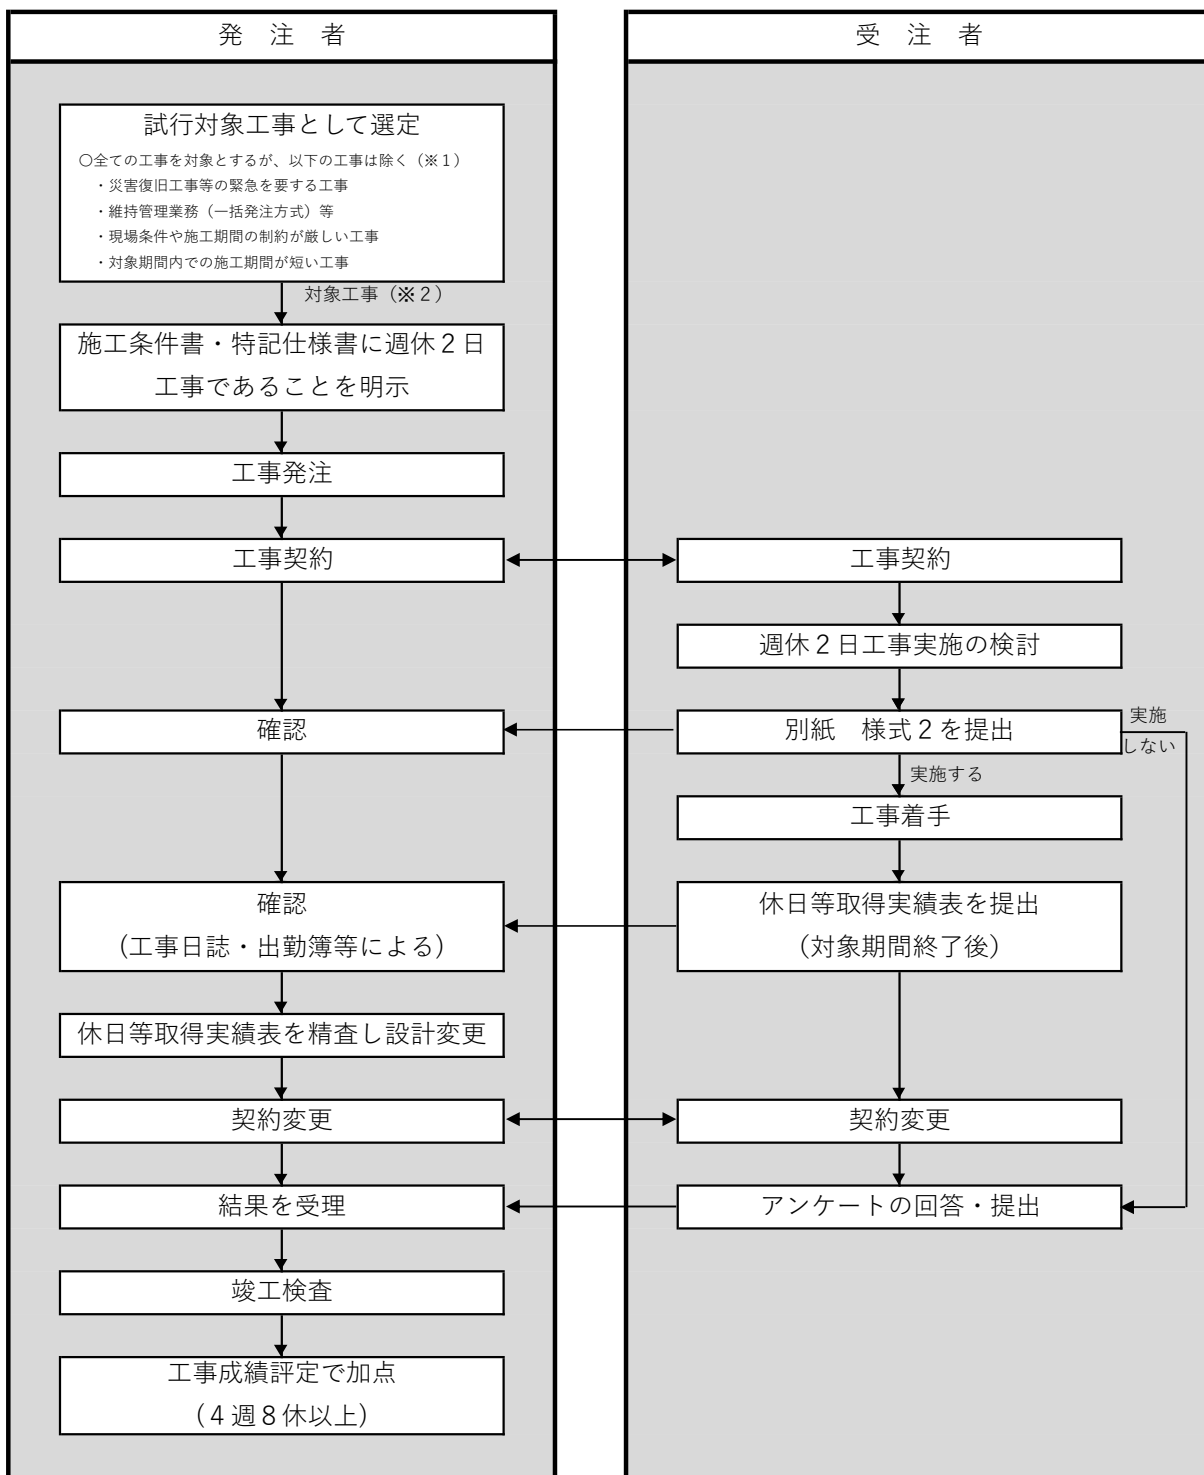 発　注　者
受　注　者
試行対象工事として選定
〇全ての工事を対象とするが、以下の工事は除く（※１）
・災害復旧工事等の緊急を要する工事
・維持管理業務（一括発注方式）等
・現場条件や施工期間の制約が厳しい工事
・対象期間内での施工期間が短い工事
対象工事（※２）
施工条件書・特記仕様書に週休２日
工事であることを明示
工事発注
工事契約
工事契約
週休２日工事実施の検討
確認
別紙　様式２を提出
実施
しない
実施する
工事着手
確認
（工事日誌・出勤簿等による）
休日等取得実績表を提出
（対象期間終了後）
休日等取得実績表を精査し設計変更
契約変更
契約変更
結果を受理
アンケートの回答・提出
竣工検査
工事成績評定で加点
（４週８休以上）